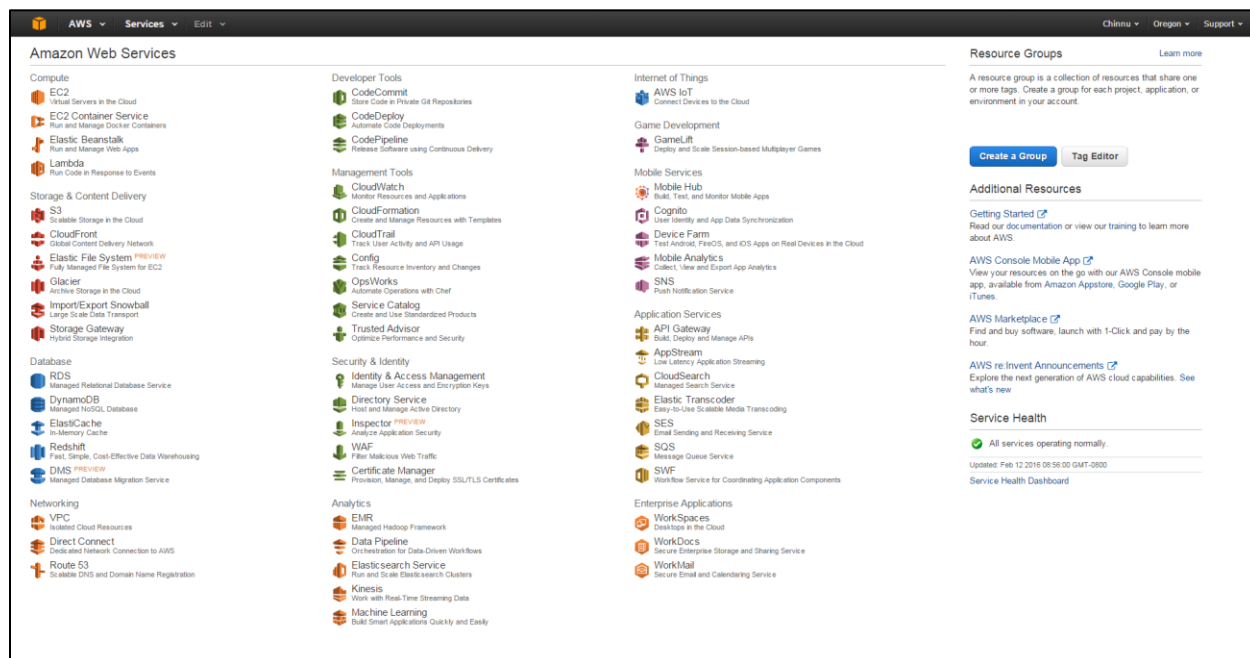 AWS Services Edit Chinnu Oregon Support
Amazon Web Services
Compute
EC2
Virtual Servers in the Cloud
EC2 Container Service
Run and Manage Docker Containers
Elastic Beanstalk
Run and Manage Web Apps
Lambda
Run Code in Response to Events
Storage & Content Delivery
S3
Scalable Storage in the Cloud
CloudFront
Global Content Delivery Network
Elastic File System PREVIEW
Fully Managed File System for EC2
Glacier
Archive Storage in the Cloud
Import/Export Snowball
Large Scale Data Transport
Storage Gateway
Hybrid Storage Integration
Database
RDS
Managed Relational Database Service
DynamoDB
Managed NoSQL Database
ElastiCache
In-Memory Cache
Redshift
Fast, Simple, Cost-Effective Data Warehousing
DMS PREVIEW
Managed Database Migration Service
Networking
VPC
Isolated Cloud Resources
Direct Connect
Dedicated Network Connection to AWS
Route 53
Scalable DNS and Domain Name Registration
Developer Tools
CodeCommit
Store Code in Private Git Repositories
CodeDeploy
Automate Code Deployments
CodePipeline
Release Software using Continuous Delivery
Management Tools
CloudWatch
Monitor Resources and Applications
CloudFormation
Create and Manage Resources with Templates
CloudTrail
Track User Activity and API Usage
Config
Track Resource Inventory and Changes
OpsWorks
Automate Operations with Chef
Service Catalog
Create and Use Standardized Products
Trusted Advisor
Optimize Performance and Security
Security & Identity
Identity & Access Management
Manage User Access and Encryption Keys
Directory Service
Host and Manage Active Directory
Inspector PREVIEW
Analyze Application Security
WAF
Filter Malicious Web Traffic
Certificate Manager
Provision, Manage, and Deploy SSL/TLS Certificates
Analytics
EMR
Managed Hadoop Framework
Data Pipeline
Orchestration for Data-Driven Workflows
Elasticsearch Service
Run and Scale Elasticsearch Clusters
Kinesis
Work with Real-Time Streaming Data
Machine Learning
Build Smart Applications Quickly and Easily
Internet of Things
AWS IoT
Connect Devices to the Cloud
Game Development
GameLift
Deploy and Scale Session-based Multiplayer Games
Mobile Services
Mobile Hub
Build, Test, and Monitor Mobile Apps
Cognito
User Identity and App Data Synchronization
Device Farm
Test Android, FireOS, and iOS Apps on Real Devices in the Cloud
Mobile Analytics
Collect, View and Export App Analytics
SNS
Push Notification Service
Application Services
API Gateway
Build, Deploy and Manage APIs
AppStream
Low Latency Application Streaming
CloudSearch
Managed Search Service
Elastic Transcoder
Easy-to-Use Scalable Media Transcoding
SES
Email Sending and Receiving Service
SQS
Message Queue Service
SWF
Workflow Service for Coordinating Application Components
Enterprise Applications
WorkSpaces
Desktops in the Cloud
WorkDocs
Secure Enterprise Storage and Sharing Service
WorkMail
Secure Email and Calendaring Service
Resource Groups Learn more
A resource group is a collection of resources that share one
or more tags. Create a group for each project, application, or
environment in your account.
Create a Group Tag Editor
Additional Resources
Getting Started
Read our documentation or view our training to learn more
about AWS.
AWS Console Mobile App
View your resources on the go with our AWS Console mobile
app, available from Amazon Appstore, Google Play, or
iTunes.
AWS Marketplace
Find and buy software, launch with 1-Click and pay by the
hour.
AWS re:Invent Announcements
Explore the next generation of AWS cloud capabilities. See
what's new
Service Health
All services operating normally.
Updated: Feb 12 2016 08:56:00 GMT-0800
Service Health Dashboard